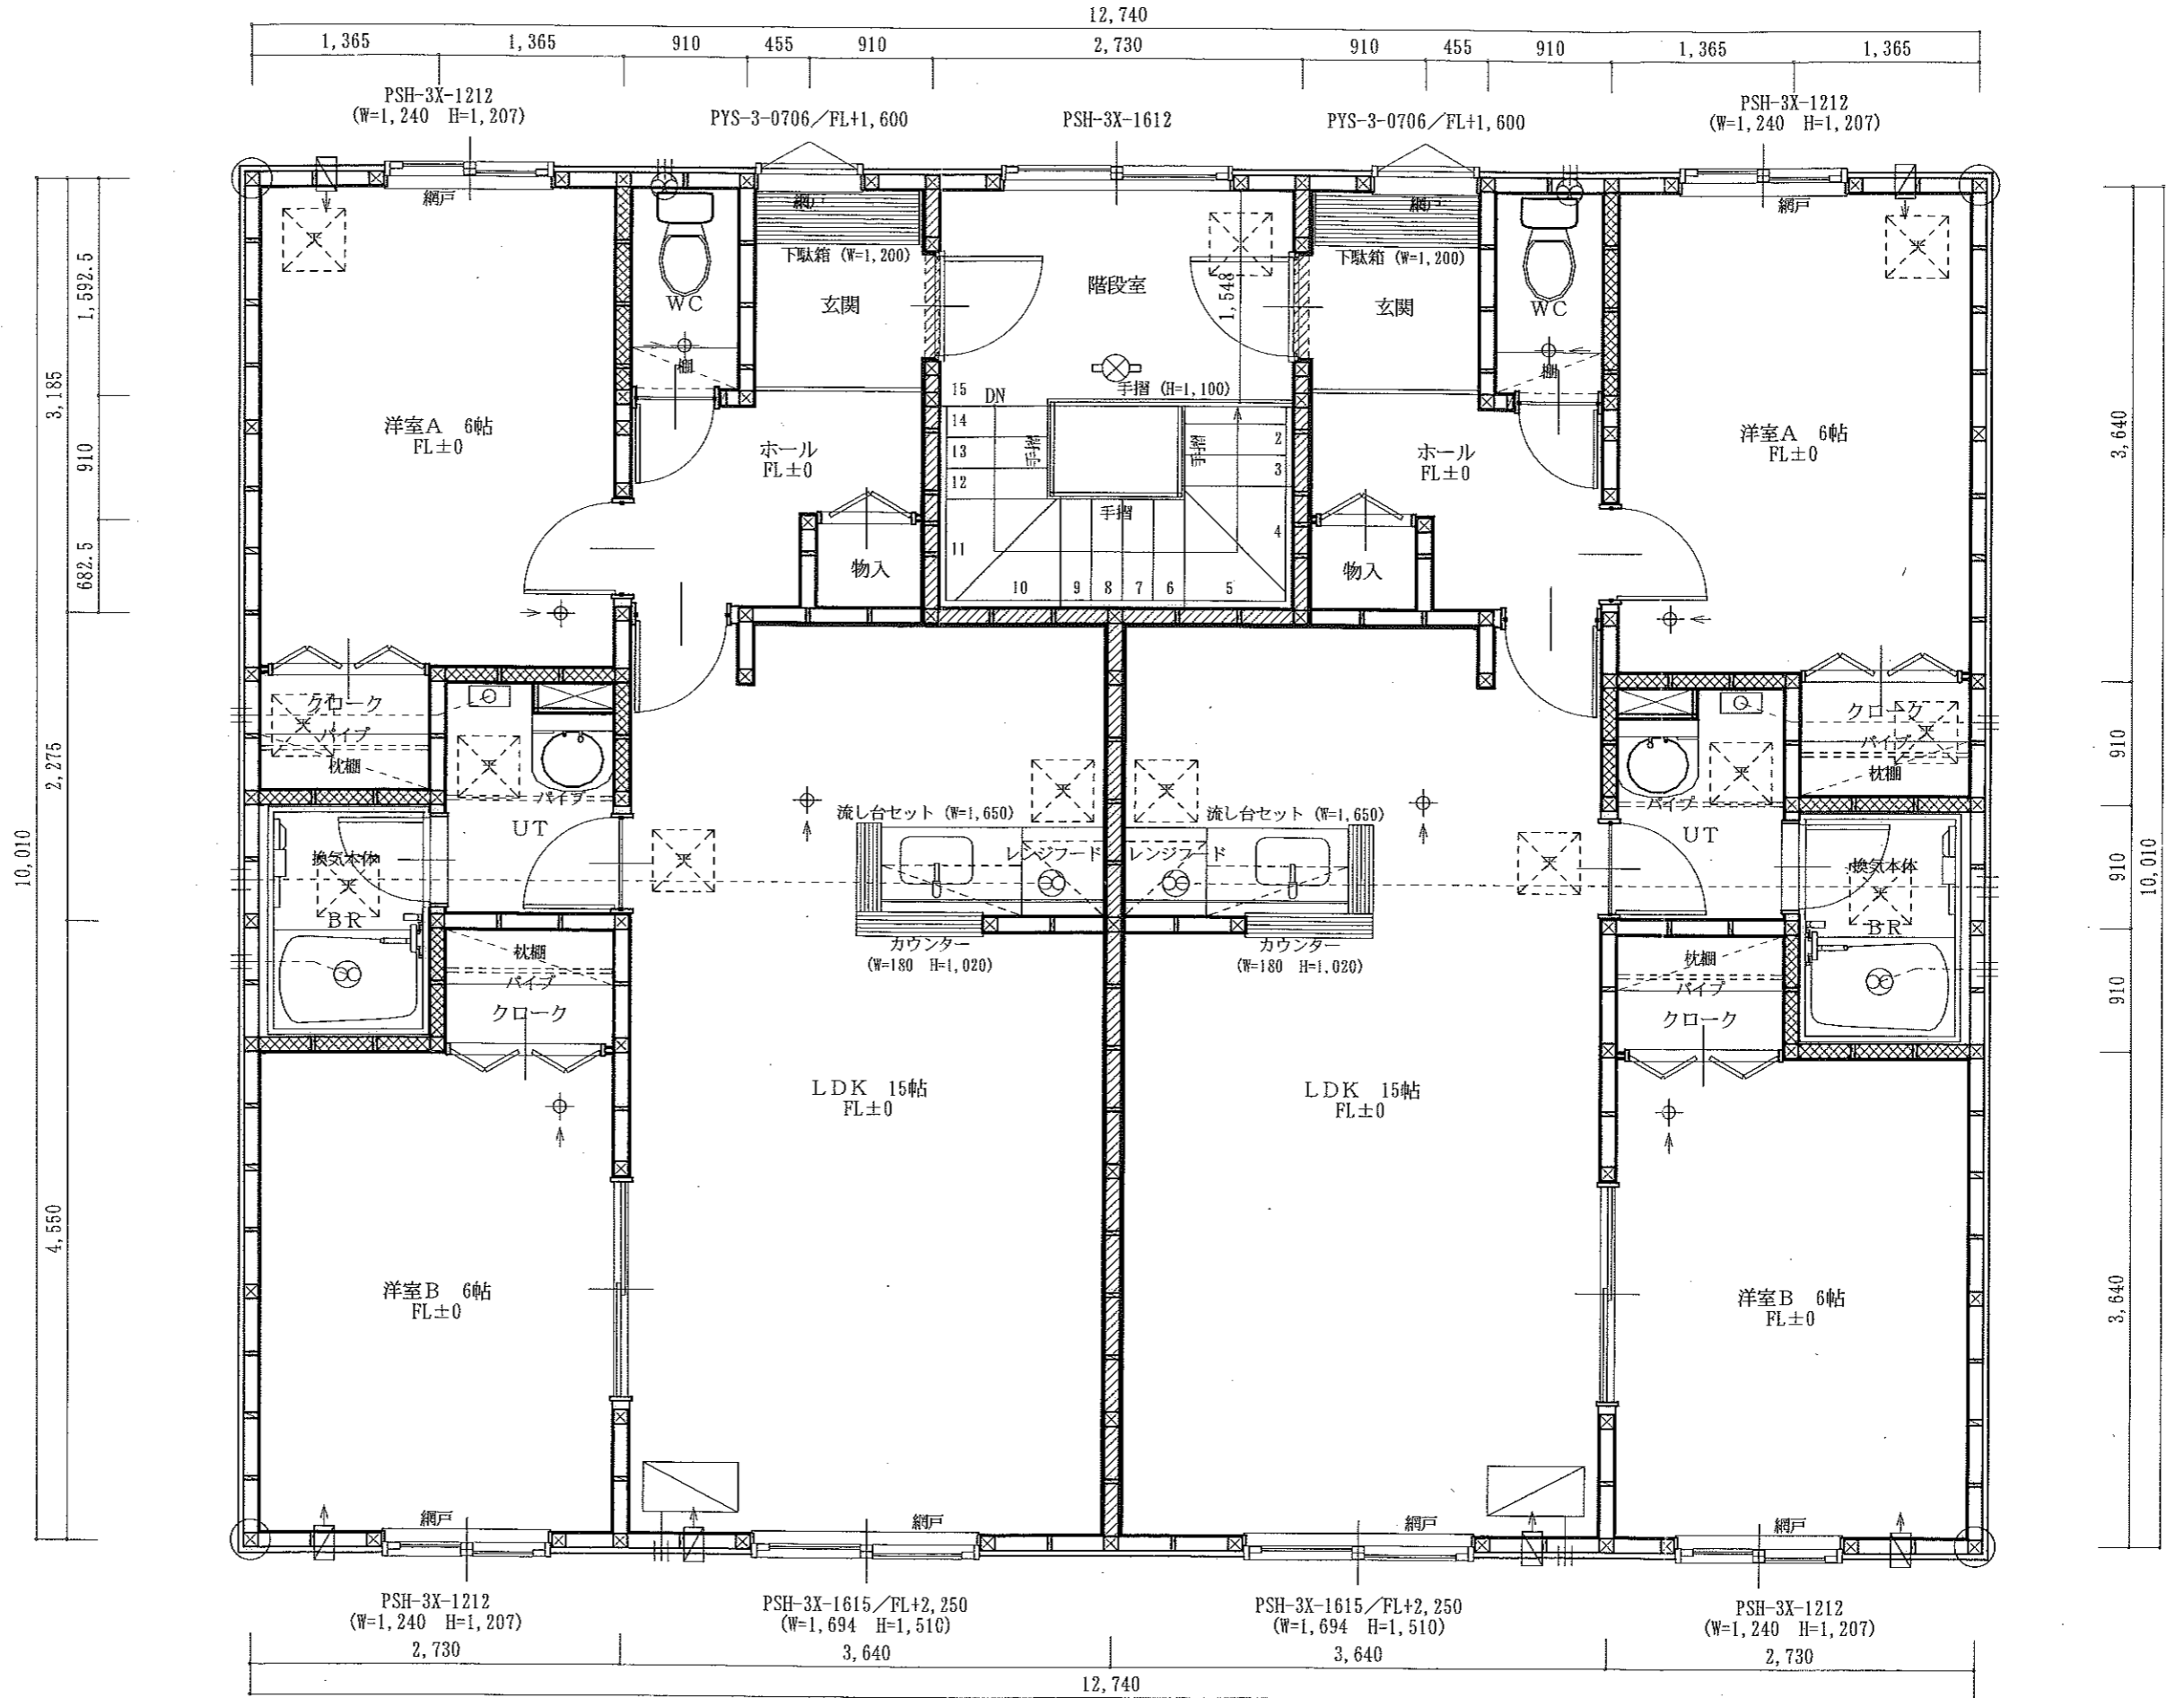 12,740
1,365 1,365 910 455 910 2,730 910 455 910 1,365 1,365
PSH-3X-1212
(W=1,240 H=1,207)
PYS-3-0706／FL+1,600
PSH-3X-1612
PYS-3-0706／FL+1,600
PSH-3X-1212
(W=1,240 H=1,207)
網戸
網戸
網戸
網戸
下駄箱 (W=1,200)
下駄箱 (W=1,200)
WC
玄関
階段室
1,548
玄関
WC
棚
棚
手摺 (H=1,100)
DN
15
14
13
12
11
10 9 8 7 6 5
4
3
2
手摺
手摺
手摺
洋室A 6帖
FL±0
ホール
FL±0
ホール
FL±0
洋室A 6帖
FL±0
物入
物入
クローク
パイプ
枕棚
パイプ
UT
流し台セット (W=1,650)
レンジフード
流し台セット (W=1,650)
レンジフード
パイプ
UT
クローク
パイプ
枕棚
換気本体
BR
換気本体
BR
カウンター
(W=180 H=1,020)
カウンター
(W=180 H=1,020)
枕棚
パイプ
クローク
枕棚
パイプ
クローク
LDK 15帖
FL±0
LDK 15帖
FL±0
洋室B 6帖
FL±0
洋室B 6帖
FL±0
網戸
網戸
網戸
網戸
PSH-3X-1212
(W=1,240 H=1,207)
PSH-3X-1615／FL+2,250
(W=1,694 H=1,510)
PSH-3X-1615／FL+2,250
(W=1,694 H=1,510)
PSH-3X-1212
(W=1,240 H=1,207)
2,730 3,640 3,640 2,730
12,740
10,010
3,185
2,275
4,550
1,592.5
910
682.5
3,640
910
910
910
3,640
10,010